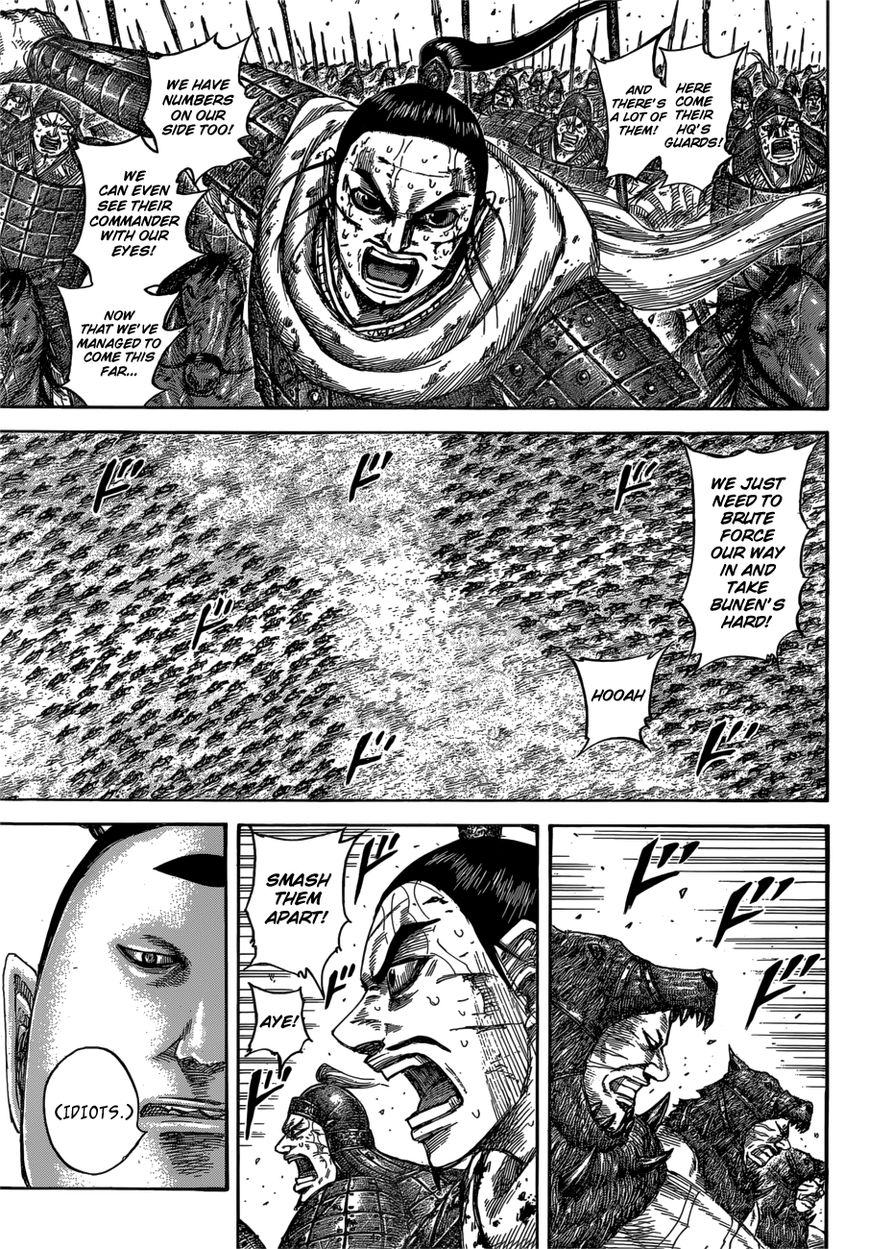 HERE
COME
THEIR
HQ'S
GUARDS!
AND
THERE'S
A LOT
OF
THEM!
WE HAVE
NUMBERS
ON OUR
SIDE TOO!
WE
CAN EVEN
SEE THEIR
COMMANDER
WITH OUR
EYES!
NOW
THAT WE'VE
MANAGED TO
COME THIS
FAR...
WE JUST
NEED TO
BRUTE
FORCE
OUR WAY
IN AND
TAKE
BUNEN'S
HARD!
HOOAH
ド
ド
ド
ド
ド
ド
ド
ド
ド
SMASH
THEM
APART!
AYE!
ド
ド
(IDIOTS.)